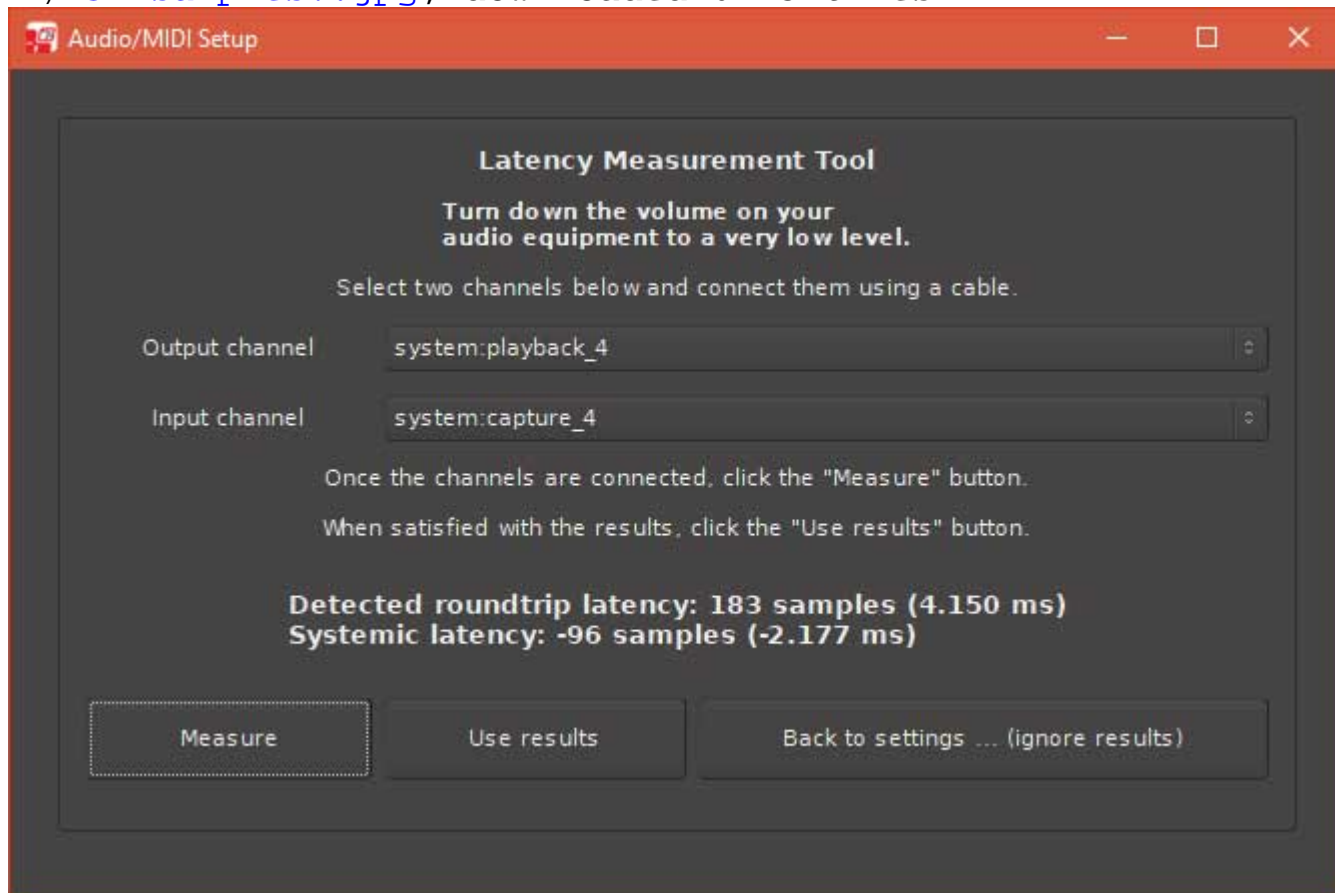 Audio/MIDI Setup
Latency Measurement Tool
Turn down the volume on your
audio equipment to a very low level.
Select two channels below and connect them using a cable.
Output channel system:playback_4
Input channel system:capture_4
Once the channels are connected, click the "Measure" button.
When satisfied with the results, click the "Use results" button.
Detected roundtrip latency: 183 samples (4.150 ms)
Systemic latency: -96 samples (-2.177 ms)
Measure Use results Back to settings ... (ignore results)